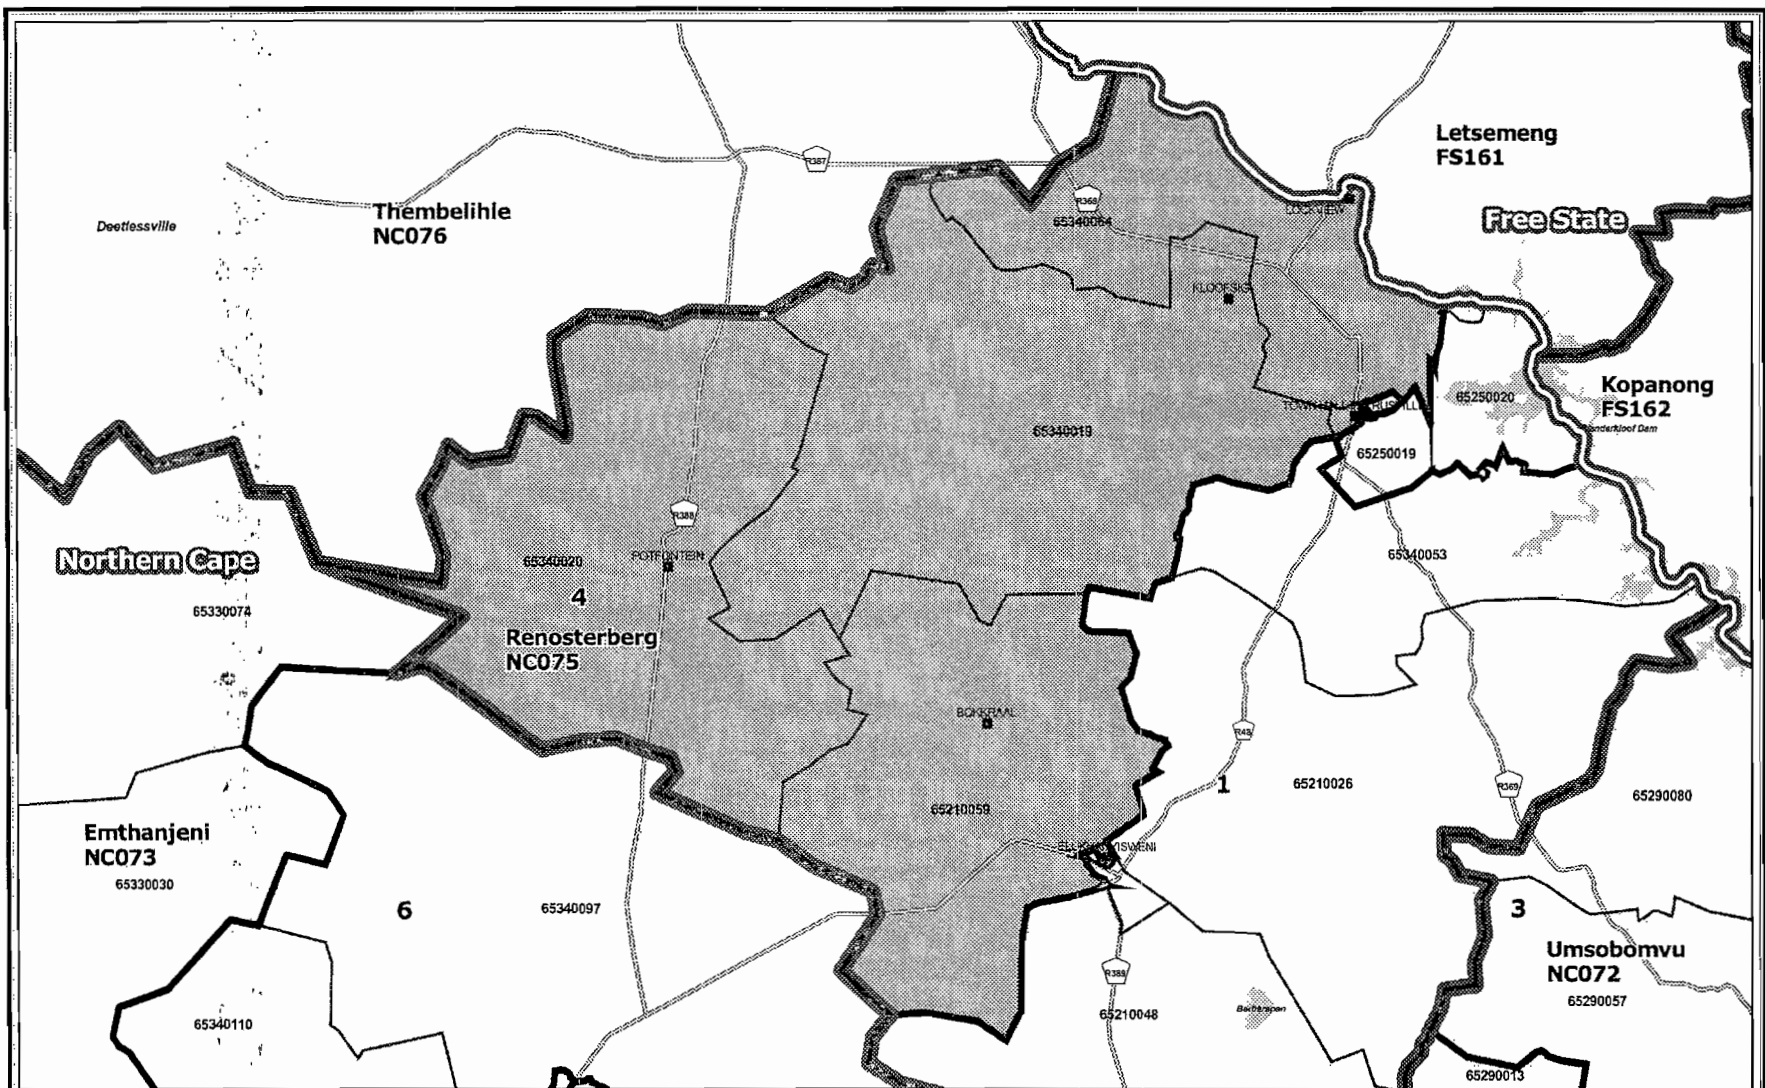 Letsemeng
FS161
R387
Thembelihle
NC076
Deetlessville
R369
65340064
LOCKVIEW
Free State
KLOOFSIG
Kopanong
FS162
65250020
Vanderkloof Dam
65340019
65250019
R388
65340053
65340020
POTFONTEIN
Northern Cape
65330074
4
Renosterberg
NC075
BOKKRAAL
R48
1
65210026
R369
65290080
65210059
Emthanjeni
NC073
65330030
6
65340097
3
Umsobomvu
NC072
65290057
R389
65210048
65340110
65290013